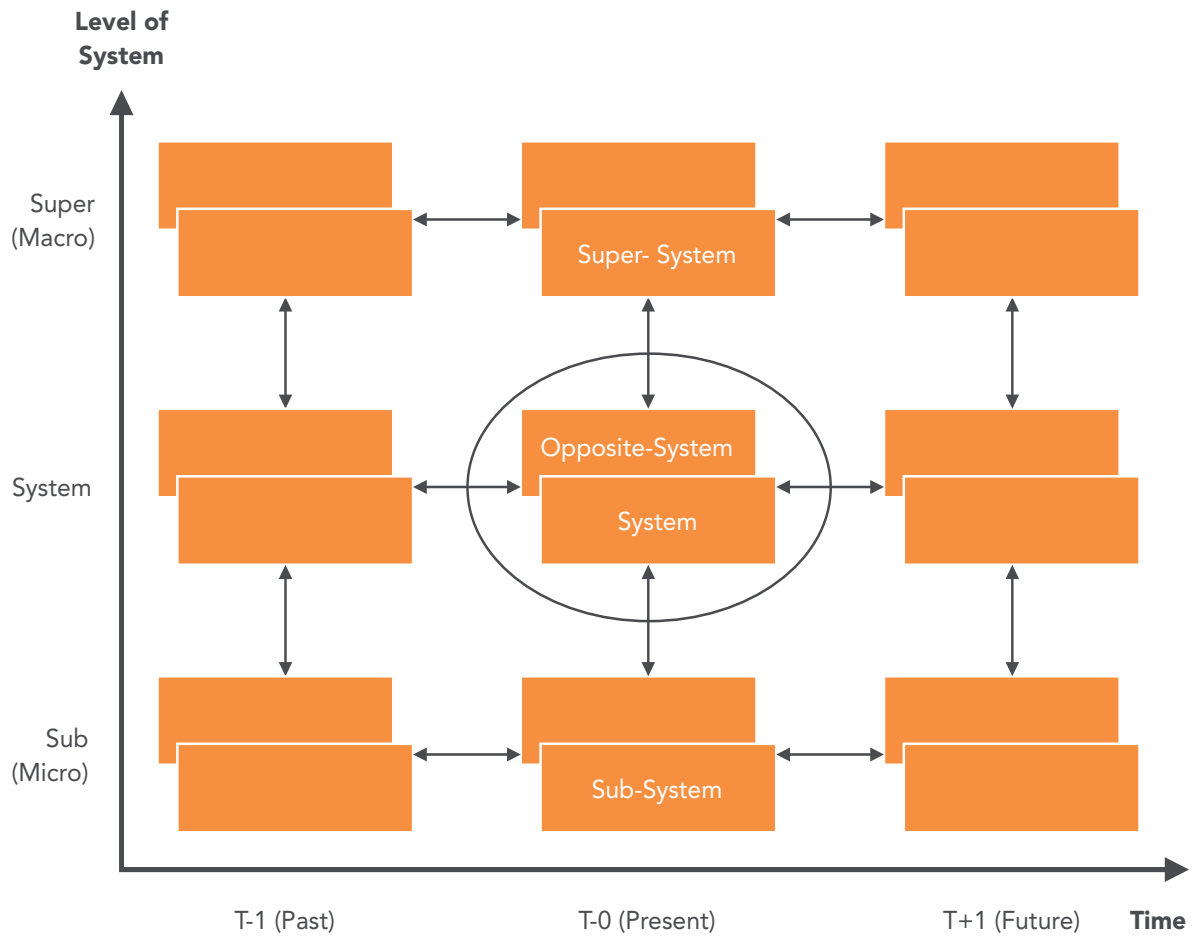 Level of
System
Super
(Macro)
Super- System
Opposite-System
System
System
Sub
(Micro)
Sub-System
T-1 (Past)
T-0 (Present)
T+1 (Future)
Time